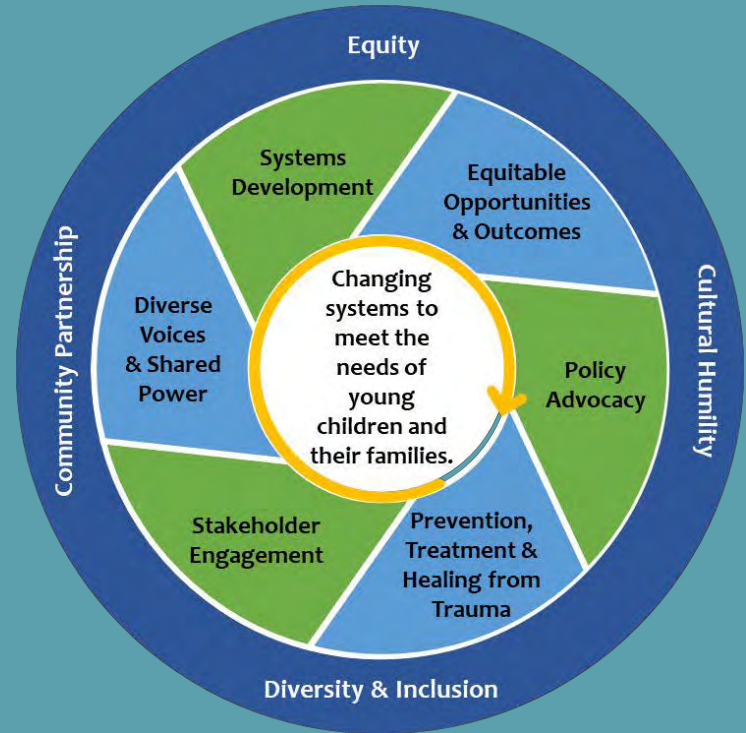 Equity
Systems
Development
Equitable
Opportunities
& Outcomes
Cultural Humility
Policy
Advocacy
Prevention,
Treatment &
Healing from
Trauma
Diversity & Inclusion
Stakeholder
Engagement
Community Partnership
Diverse
Voices
& Shared
Power
Changing
systems to
meet the
needs of
young
children and
their families.